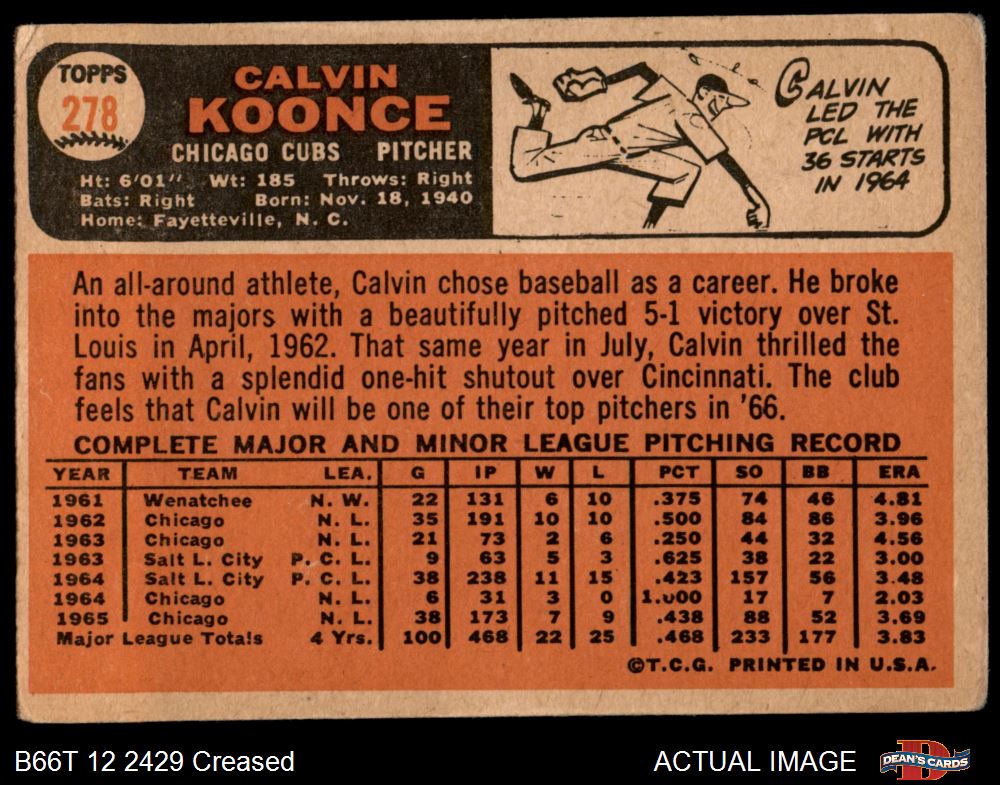 TOPPS
278
CALVIN
KOONCE
CHICAGO CUBS PITCHER
Ht: 6'01" Wt: 185 Throws: Right
Bats: Right Born: Nov. 18, 1940
Home: Fayetteville, N. C.
CALVIN
LED THE
PCL WITH
36 STARTS
IN 1964
An all-around athlete, Calvin chose baseball as a career. He broke
into the majors with a beautifully pitched 5-1 victory over St.
Louis in April, 1962. That same year in July, Calvin thrilled the
fans with a splendid one-hit shutout over Cincinnati. The club
feels that Calvin will be one of their top pitchers in '66.
COMPLETE MAJOR AND MINOR LEAGUE PITCHING RECORD
YEAR TEAM LEA. G IP W L PCT SO BB ERA
1961 Wenatchee N. W. 22 131 6 10 .375 74 46 4.81
1962 Chicago N. L. 35 191 10 10 .500 84 86 3.96
1963 Chicago N. L. 21 73 2 6 .250 44 32 4.56
1963 Salt L. City P. C. L. 9 63 5 3 .625 38 22 3.00
1964 Salt L. City P. C. L. 38 238 11 15 .423 157 56 3.48
1964 Chicago N. L. 6 31 3 0 1.000 17 7 2.03
1965 Chicago N. L. 38 173 7 9 .438 88 52 3.69
Major League Totals 4 Yrs. 100 468 22 25 .468 233 177 3.83
©T.C.G. PRINTED IN U.S.A.
B66T 12 2429 Creased
ACTUAL IMAGE
D
DEAN'S CARDS